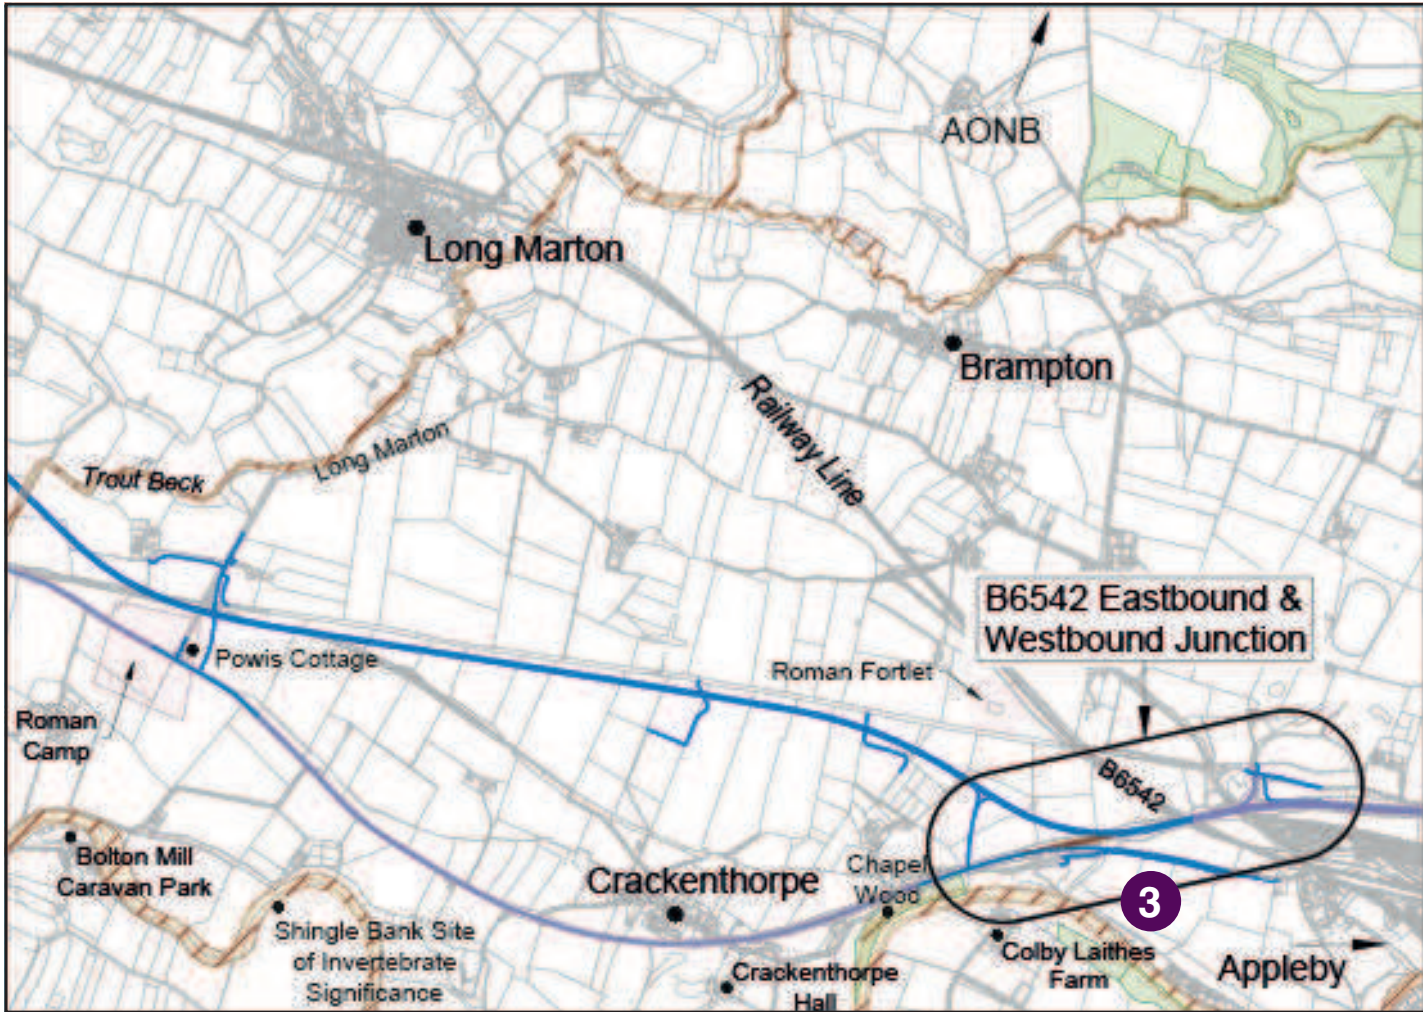 AONB
Long Marton
Brampton
Railway Line
Long Marton
Trout Beck
B6542 Eastbound &
Westbound Junction
Powis Cottage
Roman Fortlet
Roman
Camp
B6542
Bolton Mill
Caravan Park
Crackenthorpe
Chapel
Wood
3
Shingle Bank Site
of Invertebrate
Significance
Colby Laithes
Farm
Appleby
Crackenthorpe
Hall